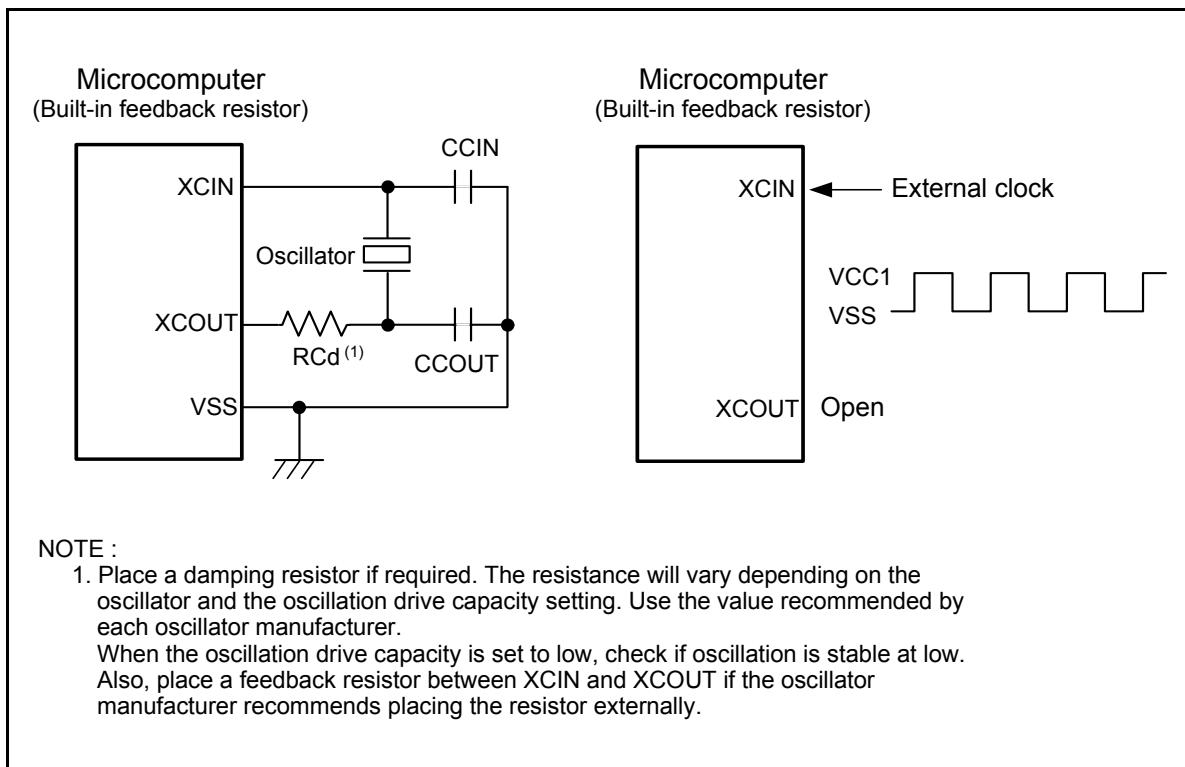 Microcomputer
(Built-in feedback resistor)
XCIN
CCIN
Oscillator
XCOUT
RCd (1)
CCOUT
VSS
Microcomputer
(Built-in feedback resistor)
XCIN
External clock
VCC1
VSS
XCOUT
Open
NOTE :
1. Place a damping resistor if required. The resistance will vary depending on the
oscillator and the oscillation drive capacity setting. Use the value recommended by
each oscillator manufacturer.
When the oscillation drive capacity is set to low, check if oscillation is stable at low.
Also, place a feedback resistor between XCIN and XCOUT if the oscillator
manufacturer recommends placing the resistor externally.